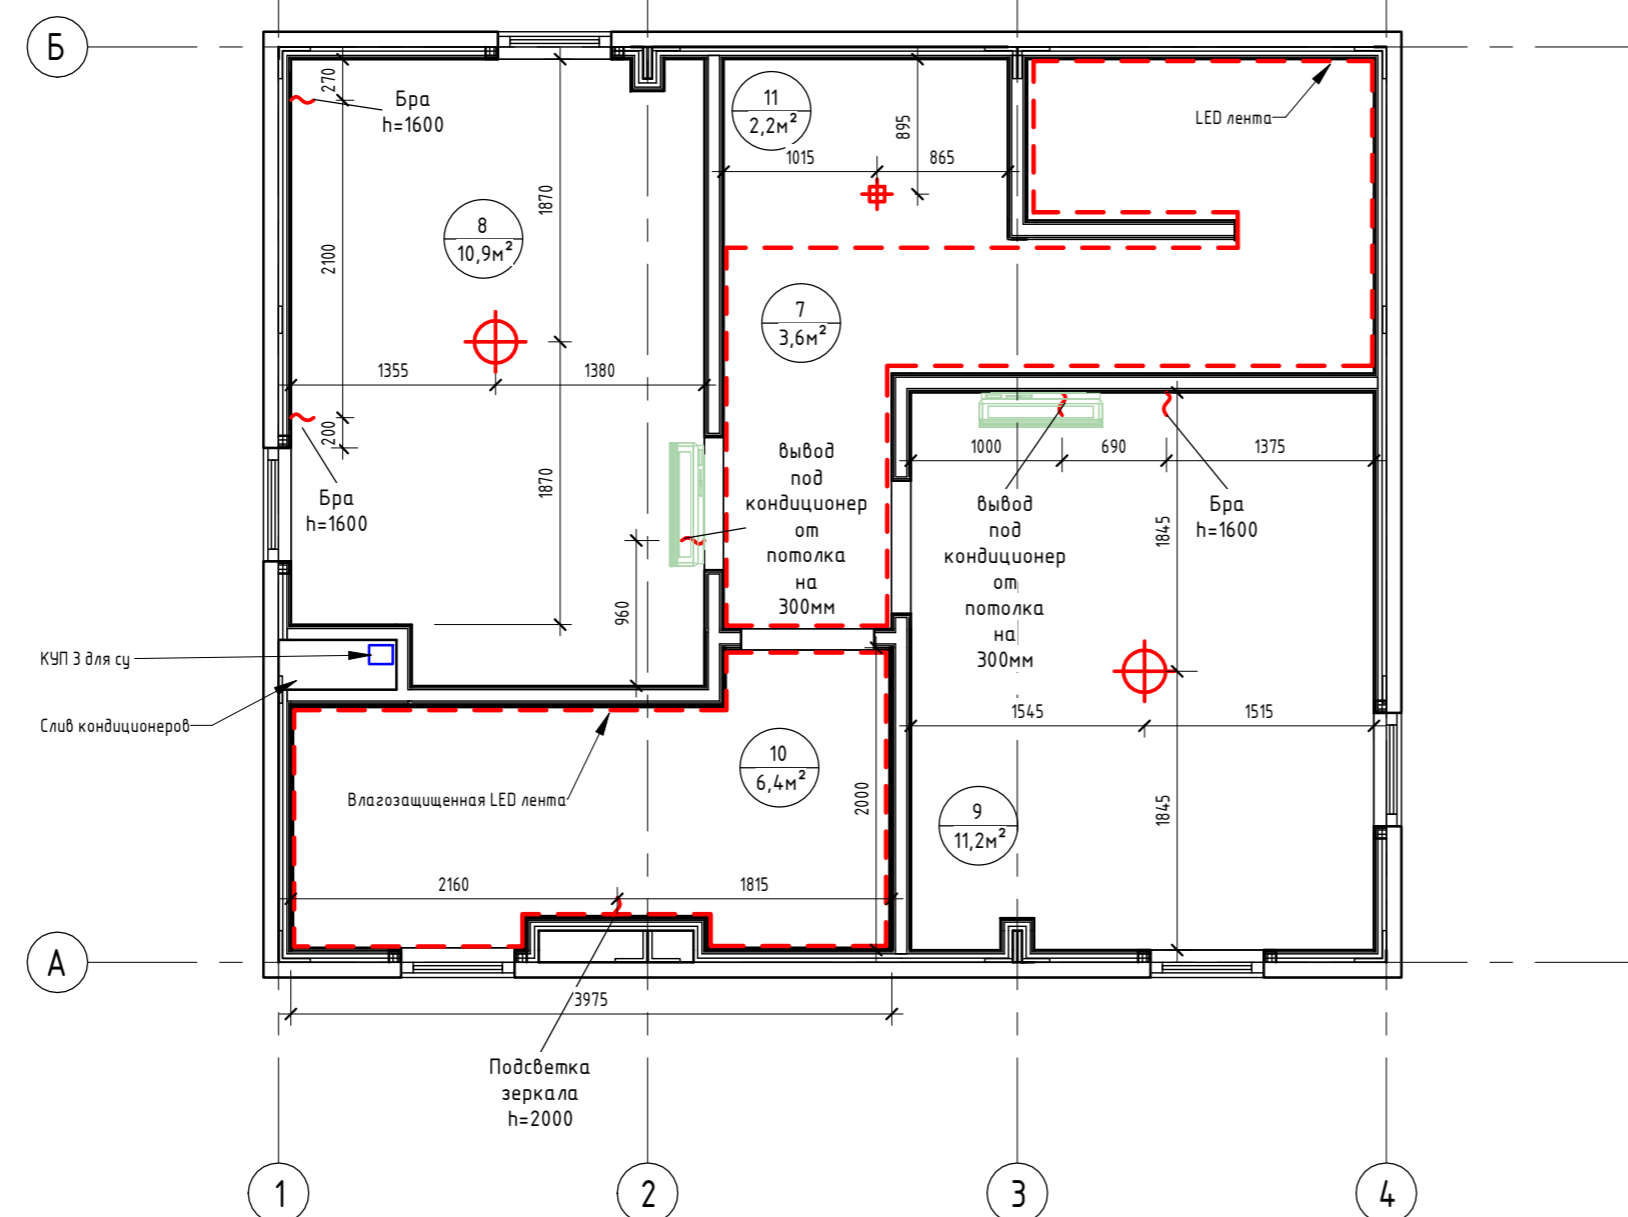 Б
270
Бра
h=1600
11
2,2м²
895
LED лента
1015
865
1870
8
10,9м²
2100
7
3,6м²
1355
1380
200
1870
Бра
h=1600
вывод
под
кондиционер
от
потолка
на
300мм
1000
690
1375
вывод
под
кондиционер
от
потолка
на
300мм
Бра
h=1600
1845
960
КУП 3 для су
Слив кондиционеров
1545
1515
10
6,4м²
Влагозащищенная LED лента
2000
9
11,2м²
1845
2160
1815
А
3975
Подсветка
зеркала
h=2000
1
2
3
4